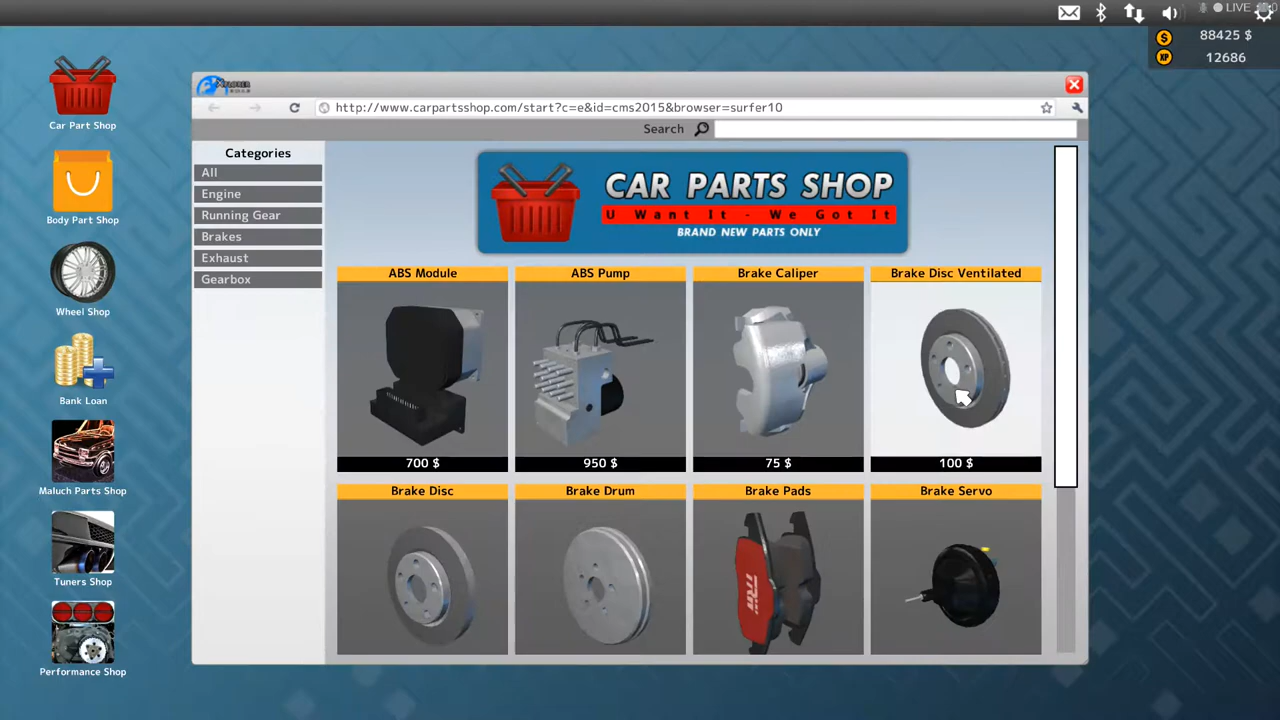 LIVE
88425 $
12686
Car Part Shop
Body Part Shop
Wheel Shop
Bank Loan
Maluch Parts Shop
Tuners Shop
Performance Shop
http://www.carpartsshop.com/start?c=e&id=cms2015&browser=surfer10
Search
Categories
All
Engine
Running Gear
Brakes
Exhaust
Gearbox
CAR PARTS SHOP
U Want It - We Got It
BRAND NEW PARTS ONLY
ABS Module
ABS Pump
Brake Caliper
Brake Disc Ventilated
700 $
950 $
75 $
100 $
Brake Disc
Brake Drum
Brake Pads
Brake Servo
TRW